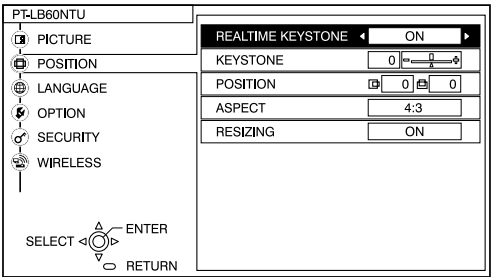 PT-LB60NTU
PICTURE
POSITION
LANGUAGE
OPTION
SECURITY
WIRELESS
SELECT
ENTER
RETURN
REALTIME KEYSTONE ON
KEYSTONE 0
POSITION 0 0
ASPECT 4:3
RESIZING ON